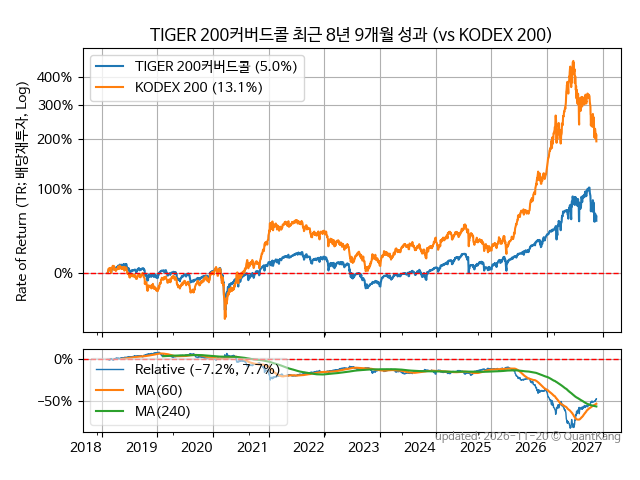 TIGER 200커버드콜 최근 8년 9개월 성과 (vs KODEX 200)
Rate of Return (TR; 배당재투자, Log)
TIGER 200커버드콜 (5.0%)
KODEX 200 (13.1%)
400%
300%
200%
100%
0%
0%
−50%
Relative (−7.2%, 7.7%)
MA(60)
MA(240)
2018 2019 2020 2021 2022 2023 2024 2025 2026 2027
updated: 2026-11-20 © QuantKang